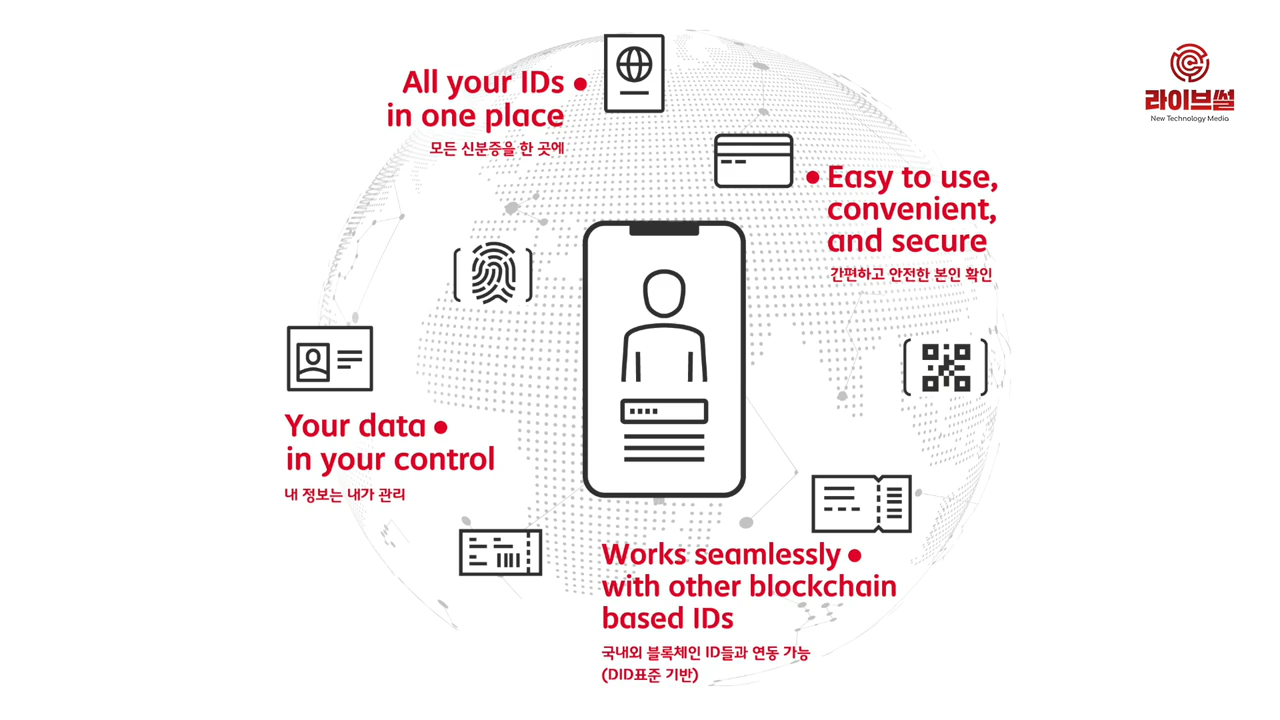 All your IDs
in one place
모든 신분증을 한 곳에
라이브썰
New Technology Media
Easy to use,
convenient,
and secure
간편하고 안전한 본인 확인
Your data
in your control
내 정보는 내가 관리
Works seamlessly
with other blockchain
based IDs
국내외 블록체인 ID들과 연동 가능
(DID표준 기반)